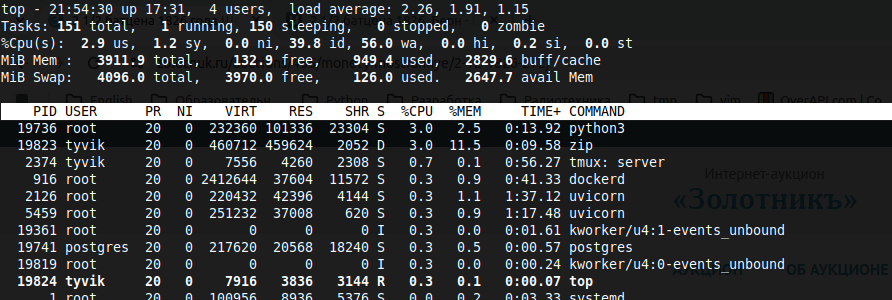 top - 21:54:30 up 17:31,  4 users,  load average: 2.26, 1.91, 1.15
Tasks: 151 total,   1 running, 150 sleeping,   0 stopped,   0 zombie
%Cpu(s):  2.9 us,  1.2 sy,  0.0 ni, 39.8 id, 56.0 wa,  0.0 hi,  0.2 si,  0.0 st
MiB Mem :   3911.9 total,    132.9 free,    949.4 used,   2829.6 buff/cache
MiB Swap:   4096.0 total,   3970.0 free,    126.0 used.   2647.7 avail Mem
English Образовательн Python Разработка Радиотехника tmp vim OverAPI.com | Co
PID USER      PR  NI    VIRT    RES    SHR S  %CPU  %MEM     TIME+ COMMAND
19736 root      20   0  232360 101336  23304 S   3.0   2.5   0:13.92 python3
19823 tyvik     20   0  460712 459624   2052 D   3.0  11.5   0:09.58 zip
2374 tyvik     20   0    7556   4260   2308 S   0.7   0.1   0:56.27 tmux: server
916 root      20   0 2412644  37604  11572 S   0.3   0.9   0:41.33 dockerd
2126 root      20   0  220432  42396   4144 S   0.3   1.1   1:37.12 uvicorn
5459 root      20   0  251232  37008    620 S   0.3   0.9   1:17.48 uvicorn
19361 root      20   0       0      0      0 I   0.3   0.0   0:01.61 kworker/u4:1-events_unbound
19741 postgres  20   0  217620  20568  18240 S   0.3   0.5   0:00.57 postgres
19819 root      20   0       0      0      0 I   0.3   0.0   0:00.24 kworker/u4:0-events_unbound
19824 tyvik     20   0    7916   3836   3144 R   0.3   0.1   0:00.07 top
1 root      20   0  100956   8936   5376 S   0.0   0.2   0:03.33 systemd
Интернет-аукцион
«Золотникъ»
ОБ АУКЦИОНЕ